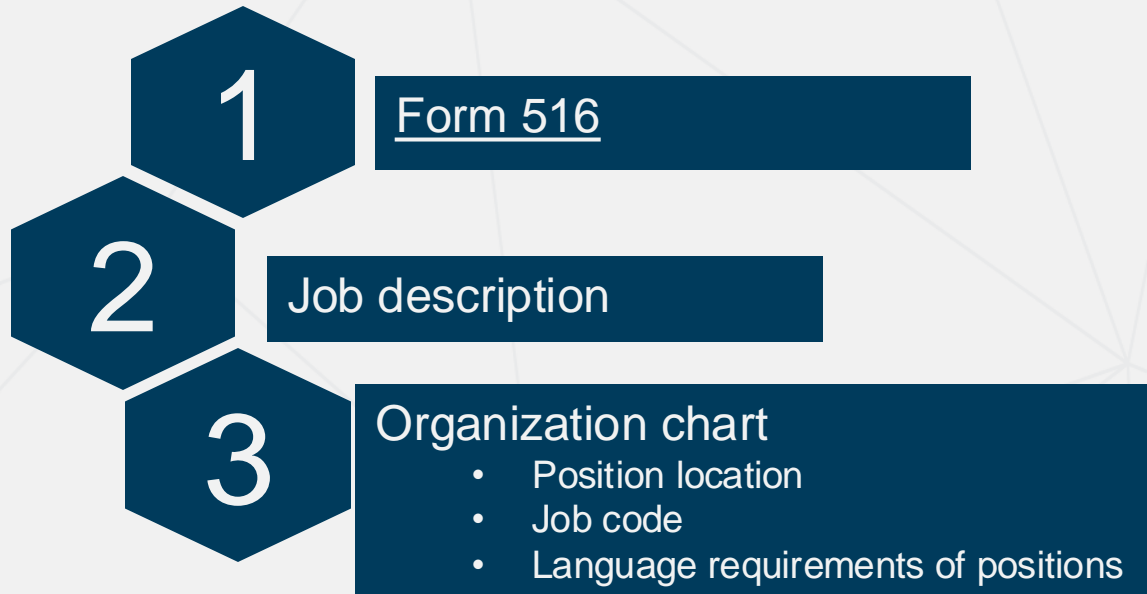 1
Form 516
2
Job description
3
Organization chart
• Position location
• Job code
• Language requirements of positions